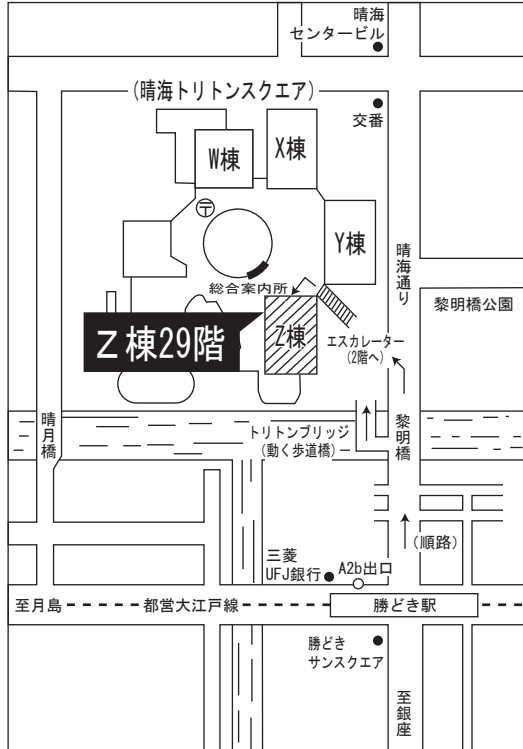 晴海
センタービル
(晴海トリトンスクエア)
交番
W棟
X棟
〒
Y棟
晴海通り
総合案内所
黎明橋公園
Z棟29階
Z棟
エスカレーター
(2階へ)
晴月橋
トリトンブリッジ
(動く歩道橋)
黎明橋
(順路)
三菱
UFJ銀行
A2b出口
至月島
都営大江戸線
勝どき駅
勝どき
サンスクエア
至銀座